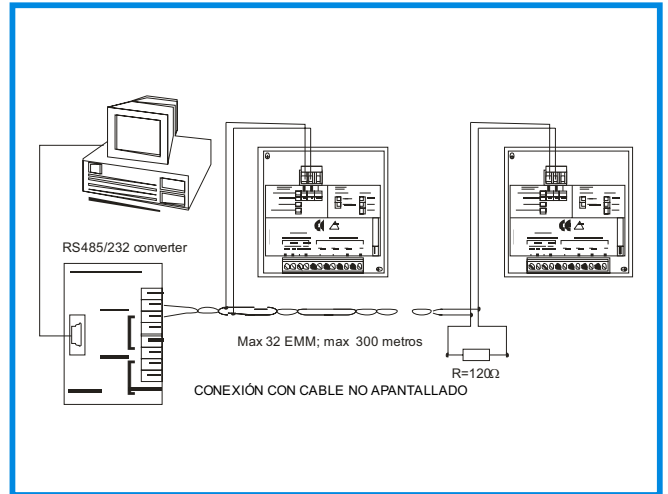 RS485/232 converter
Max 32 EMM; max 300 metros
R=120Ω
CONEXIÓN CON CABLE NO APANTALLADO